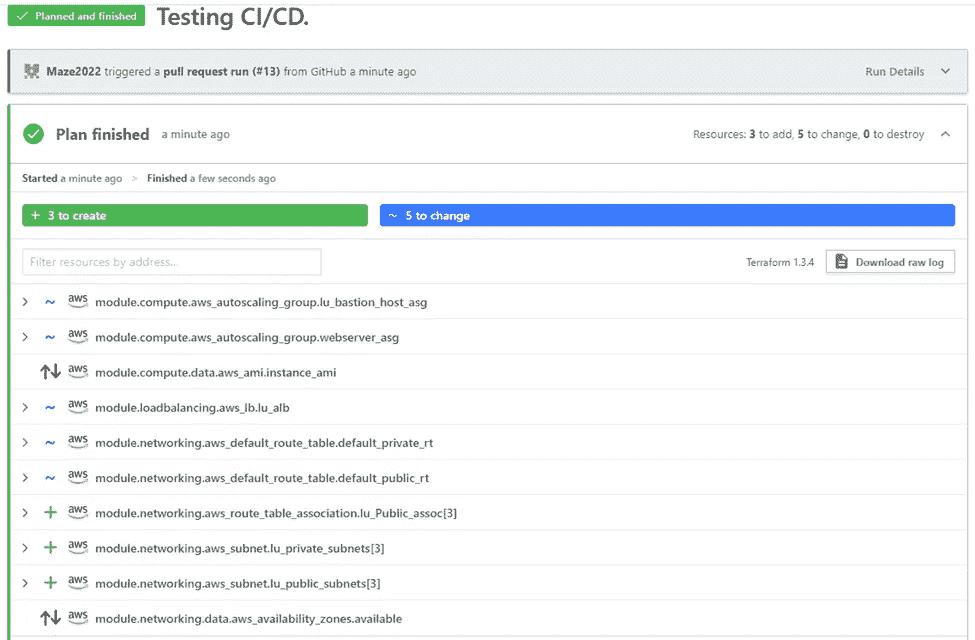 Planned and finished Testing CI/CD.
Maze2022 triggered a pull request run (#13) from GitHub a minute ago Run Details
Plan finished a minute ago Resources: 3 to add, 5 to change, 0 to destroy
Started a minute ago > Finished a few seconds ago
+ 3 to create ~ 5 to change
Filter resources by address... Terraform 1.3.4 Download raw log
~ aws module.compute.aws_autoscaling_group.lu_bastion_host_asg
~ aws module.compute.aws_autoscaling_group.webserver_asg
aws module.compute.data.aws_ami.instance_ami
~ aws module.loadbalancing.aws_lb.lu_alb
~ aws module.networking.aws_default_route_table.default_private_rt
~ aws module.networking.aws_default_route_table.default_public_rt
+ aws module.networking.aws_route_table_association.lu_Public_assoc[3]
+ aws module.networking.aws_subnet.lu_private_subnets[3]
+ aws module.networking.aws_subnet.lu_public_subnets[3]
aws module.networking.data.aws_availability_zones.available